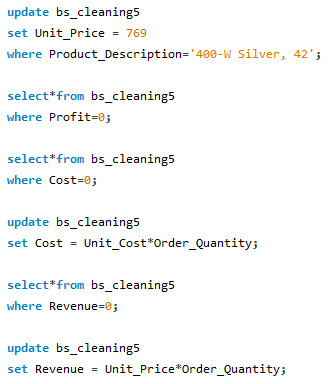 update bs_cleaning5
set Unit_Price = 769
where Product_Description='400-W Silver, 42';
select*from bs_cleaning5
where Profit=0;
select*from bs_cleaning5
where Cost=0;
update bs_cleaning5
set Cost = Unit_Cost*Order_Quantity;
select*from bs_cleaning5
where Revenue=0;
update bs_cleaning5
set Revenue = Unit_Price*Order_Quantity;